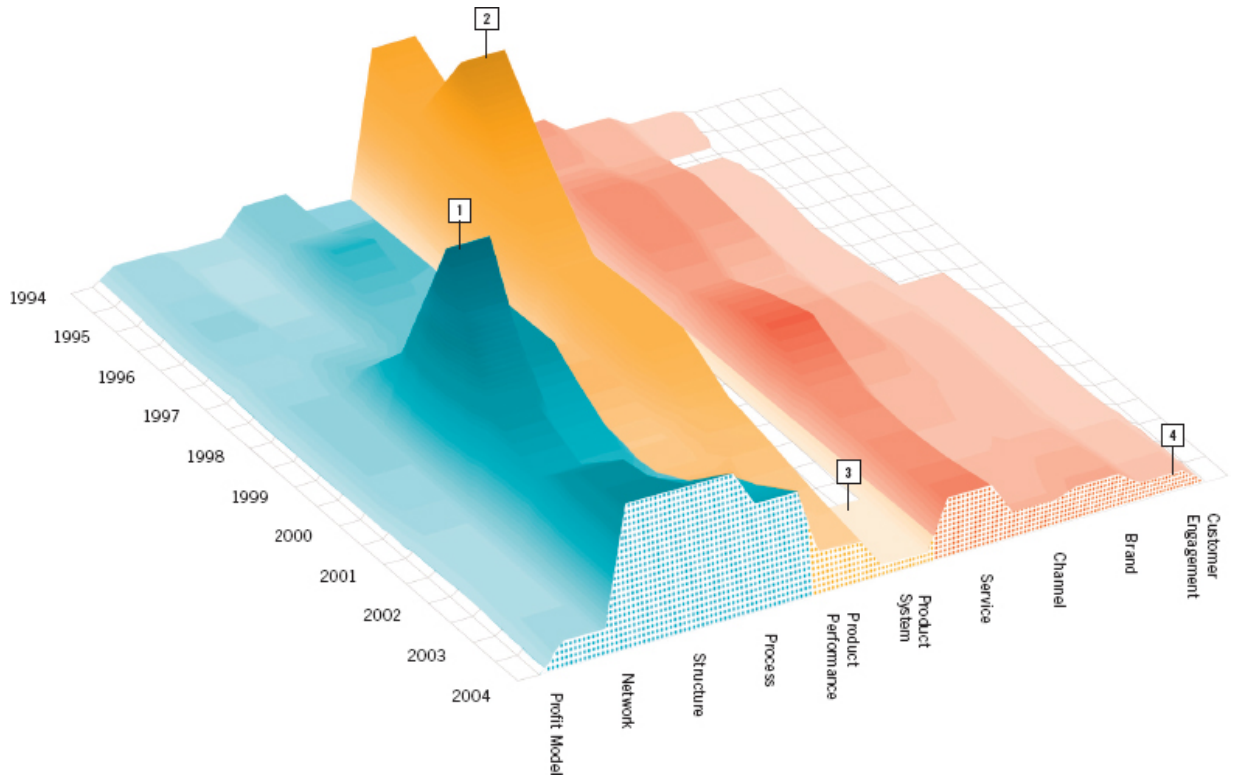 2
1
1994
1995
1996
1997
1998
1999
2000
2001
2002
2003
2004
3
4
Profit Model
Network
Structure
Process
Product
Performance
Product
System
Service
Channel
Brand
Customer
Engagement